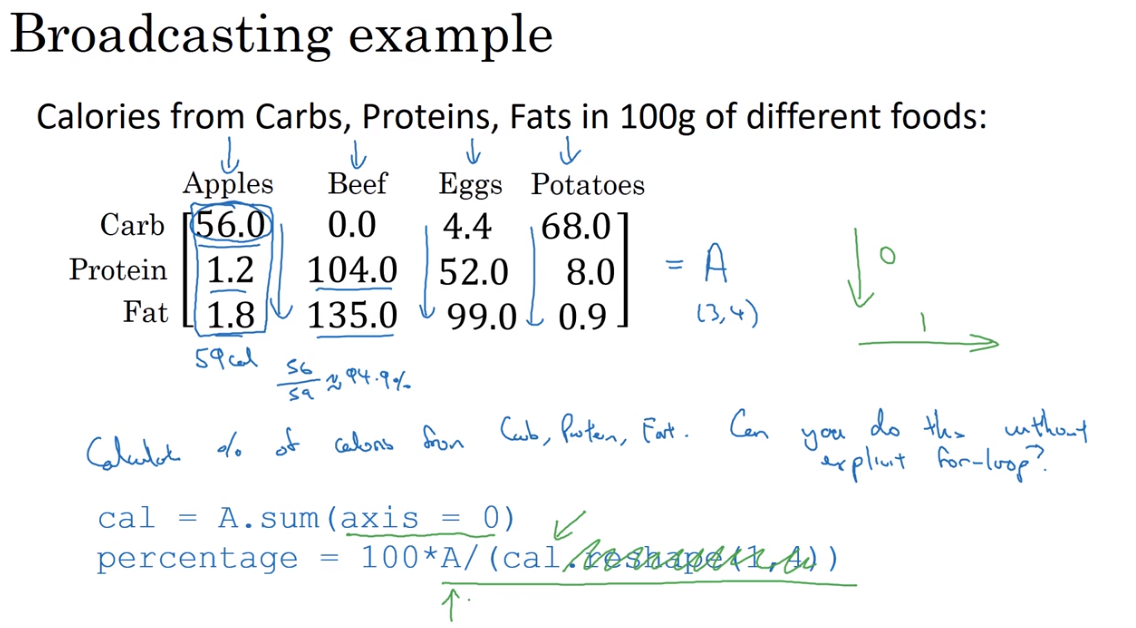 Broadcasting example
Calories from Carbs, Proteins, Fats in 100g of different foods:
Apples Beef Eggs Potatoes
Carb 56.0 0.0 4.4 68.0
Protein 1.2 104.0 52.0 8.0
Fat 1.8 135.0 99.0 0.9
= A
(3,4)
0
1
59cal
56/59 ≈ 94.9%
Calculate % of calories from Carb, Protein, Fat. Can you do this without
explicit for-loop?
cal = A.sum(axis = 0)
percentage = 100*A/(cal.reshape(1,4))